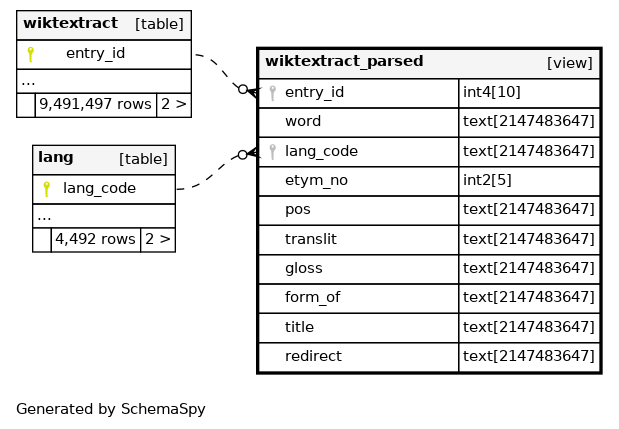 wiktextract [table]
entry_id
...
9,491,497 rows 2 >
lang [table]
lang_code
...
4,492 rows 2 >
wiktextract_parsed [view]
entry_id int4[10]
word text[2147483647]
lang_code text[2147483647]
etym_no int2[5]
pos text[2147483647]
translit text[2147483647]
gloss text[2147483647]
form_of text[2147483647]
title text[2147483647]
redirect text[2147483647]
Generated by SchemaSpy